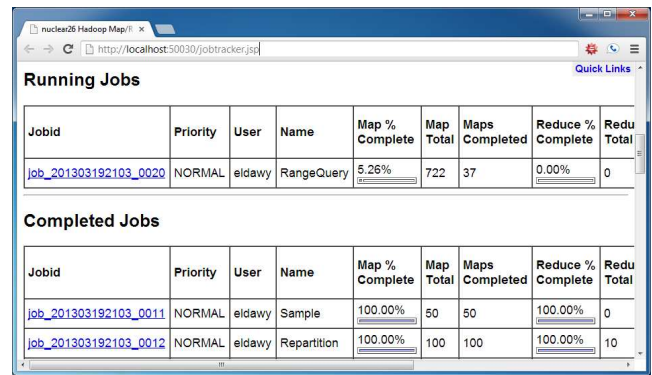 nuclear26 Hadoop Map/R
http://localhost:50030/jobtracker.jsp
Quick Links
Running Jobs
Jobid Priority User Name Map % Complete Map Total Maps Completed Reduce % Complete Redu Total
job_201303192103_0020 NORMAL eldawy RangeQuery 5.26% 722 37 0.00% 0
Completed Jobs
Jobid Priority User Name Map % Complete Map Total Maps Completed Reduce % Complete Redu Total
job_201303192103_0011 NORMAL eldawy Sample 100.00% 50 50 100.00% 0
job_201303192103_0012 NORMAL eldawy Repartition 100.00% 100 100 100.00% 10